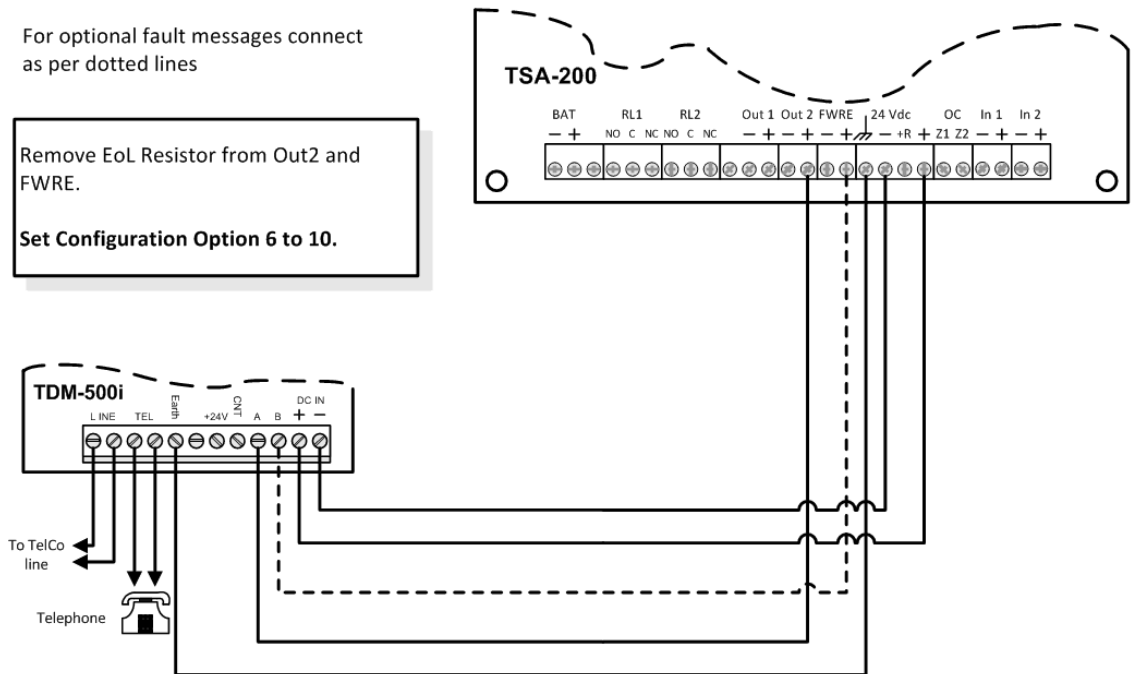 For optional fault messages connect
as per dotted lines
Remove EoL Resistor from Out2 and
FWRE.
Set Configuration Option 6 to 10.
TSA-200
BAT RL1 RL2 Out 1 Out 2 FWRE 24 Vdc OC In 1 In 2
− + NO C NC NO C NC − + − + − + − +R + Z1 Z2 − + − +
TDM-500i
L INE TEL Earth +24V CNT A B DC IN
+ −
To TelCo
line
Telephone